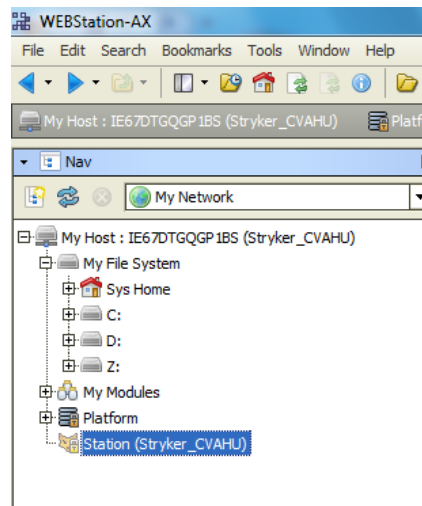 WEBStation-AX
File Edit Search Bookmarks Tools Window Help
My Host : IE67DTGQGP1BS (Stryker_CVAHU) Platf
Nav
My Network
My Host : IE67DTGQGP1BS (Stryker_CVAHU)
My File System
Sys Home
C:
D:
Z:
My Modules
Platform
Station (Stryker_CVAHU)